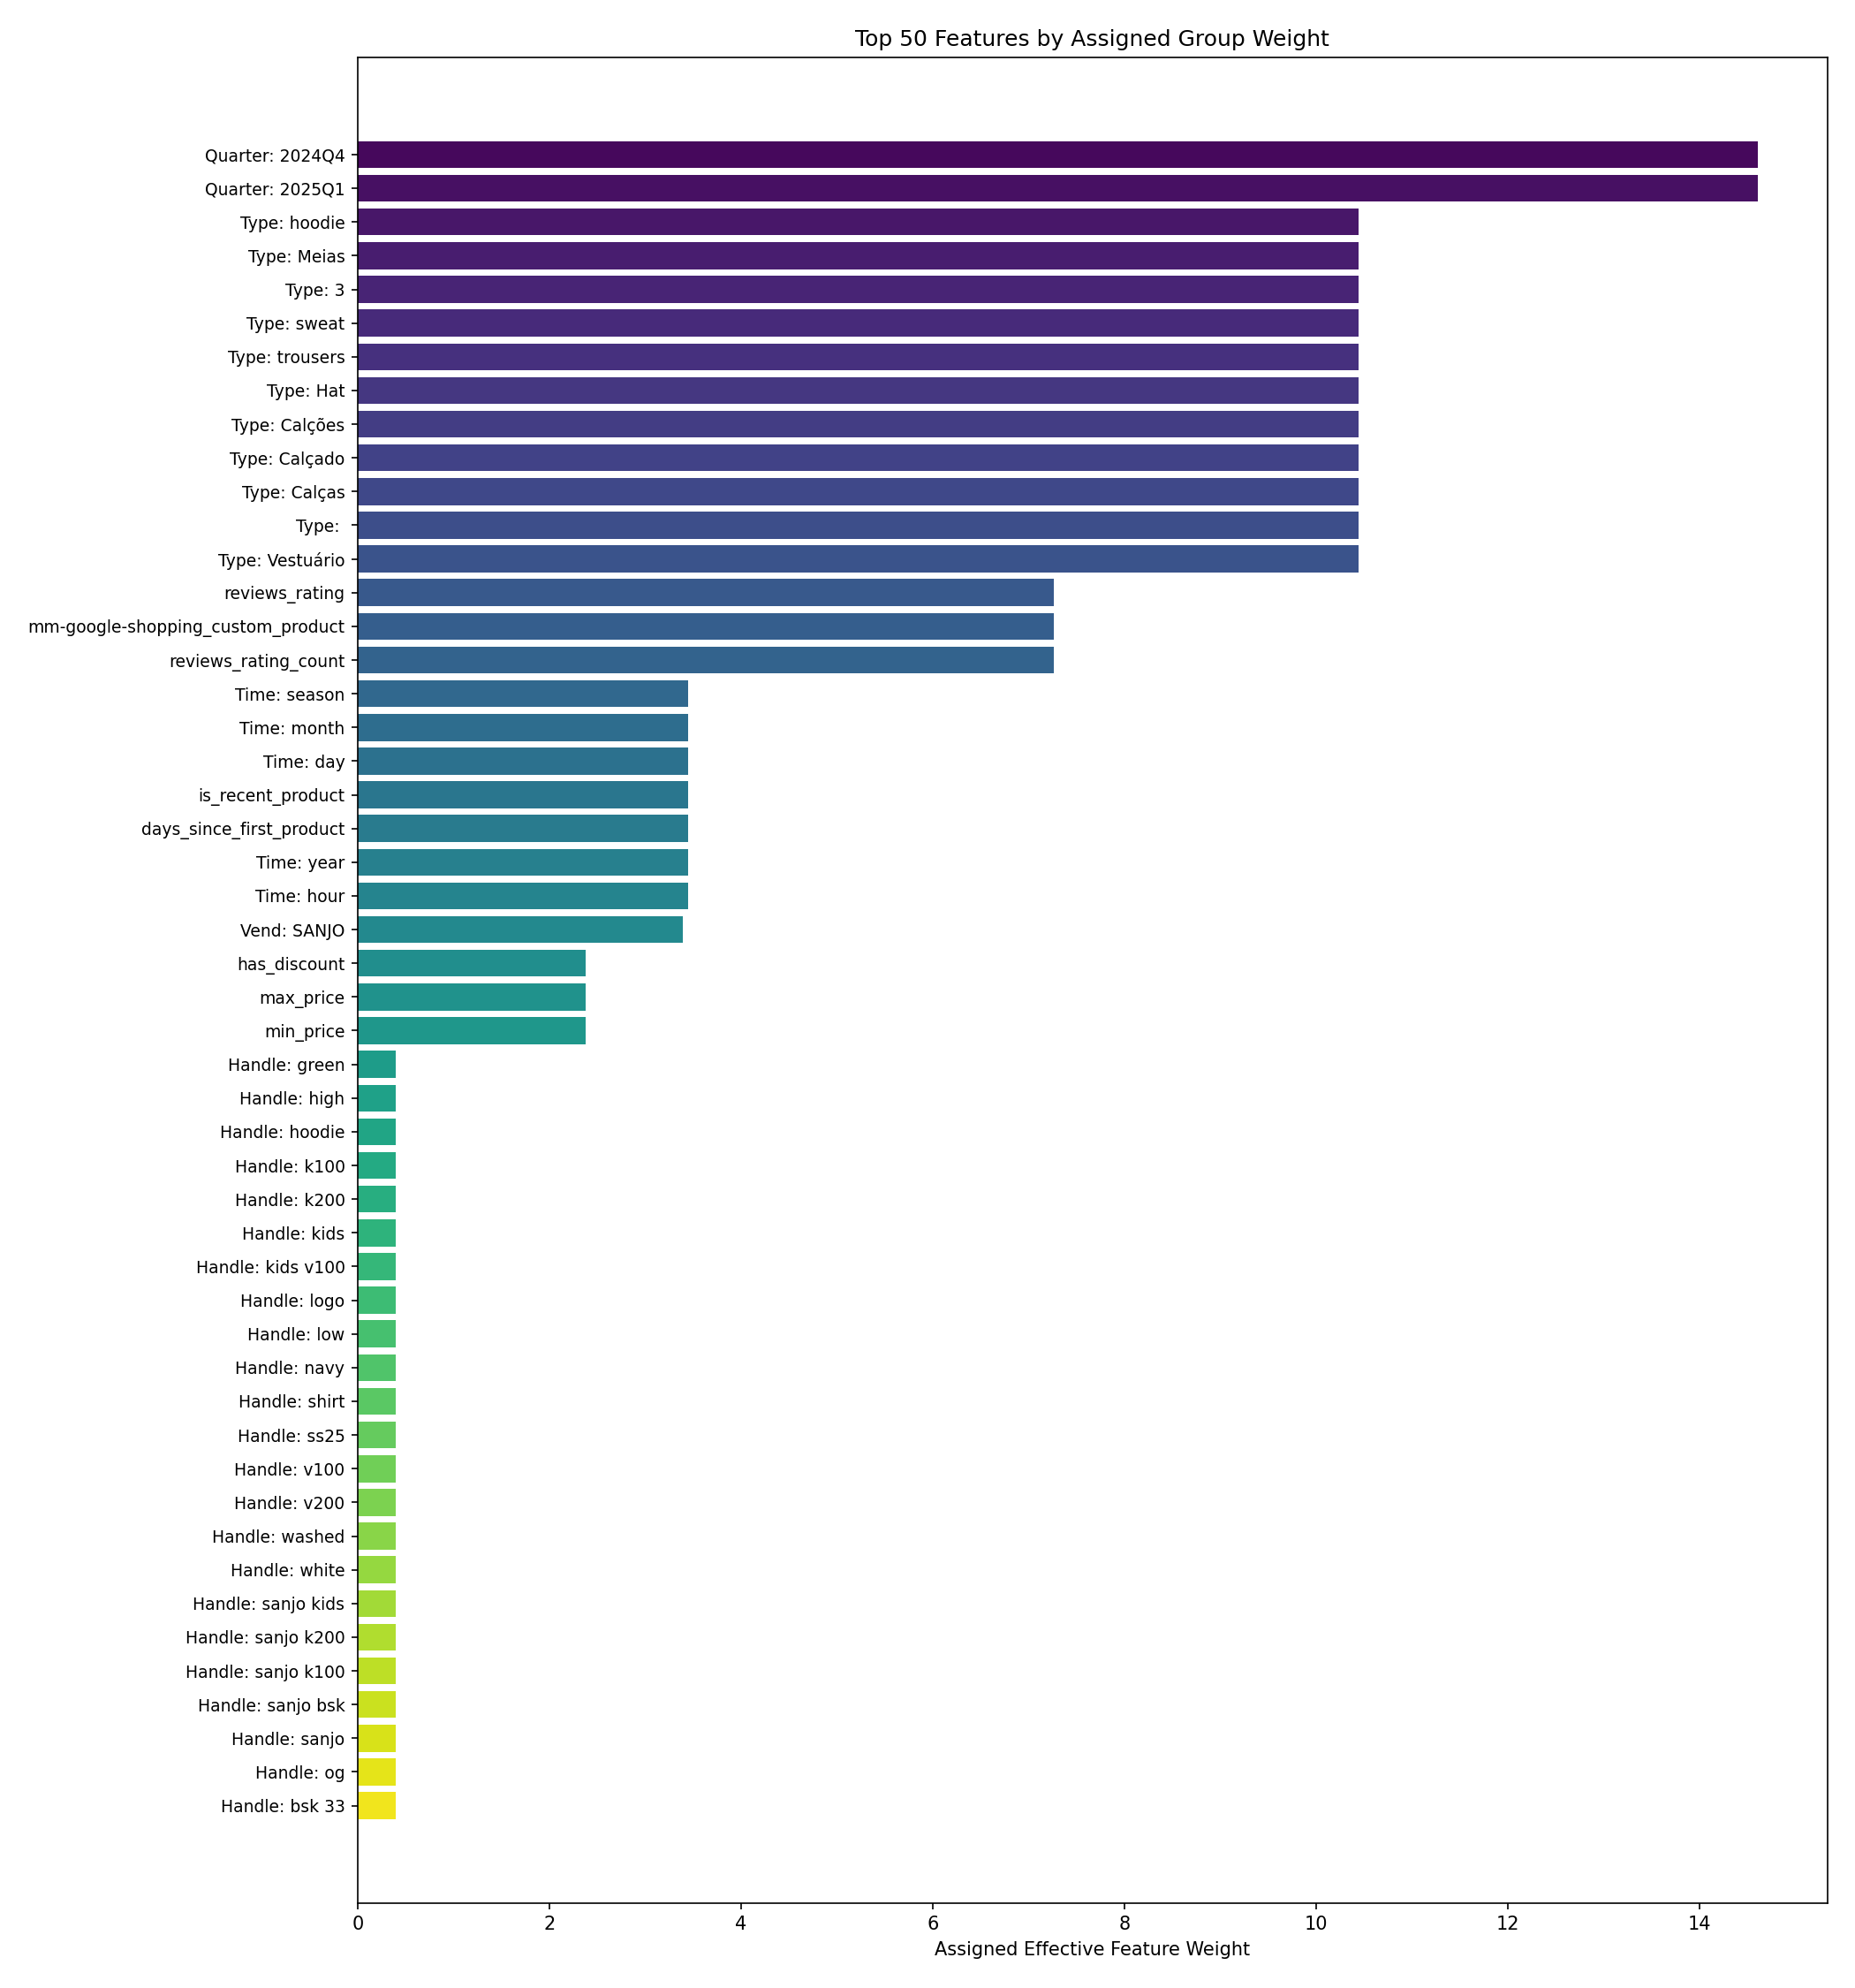 Top 50 Features by Assigned Group Weight
Quarter: 2024Q4
Quarter: 2025Q1
Type: hoodie
Type: Meias
Type: 3
Type: sweat
Type: trousers
Type: Hat
Type: Calções
Type: Calçado
Type: Calças
Type:
Type: Vestuário
reviews_rating
mm-google-shopping_custom_product
reviews_rating_count
Time: season
Time: month
Time: day
is_recent_product
days_since_first_product
Time: year
Time: hour
Vend: SANJO
has_discount
max_price
min_price
Handle: green
Handle: high
Handle: hoodie
Handle: k100
Handle: k200
Handle: kids
Handle: kids v100
Handle: logo
Handle: low
Handle: navy
Handle: shirt
Handle: ss25
Handle: v100
Handle: v200
Handle: washed
Handle: white
Handle: sanjo kids
Handle: sanjo k200
Handle: sanjo k100
Handle: sanjo bsk
Handle: sanjo
Handle: og
Handle: bsk 33
0 2 4 6 8 10 12 14
Assigned Effective Feature Weight